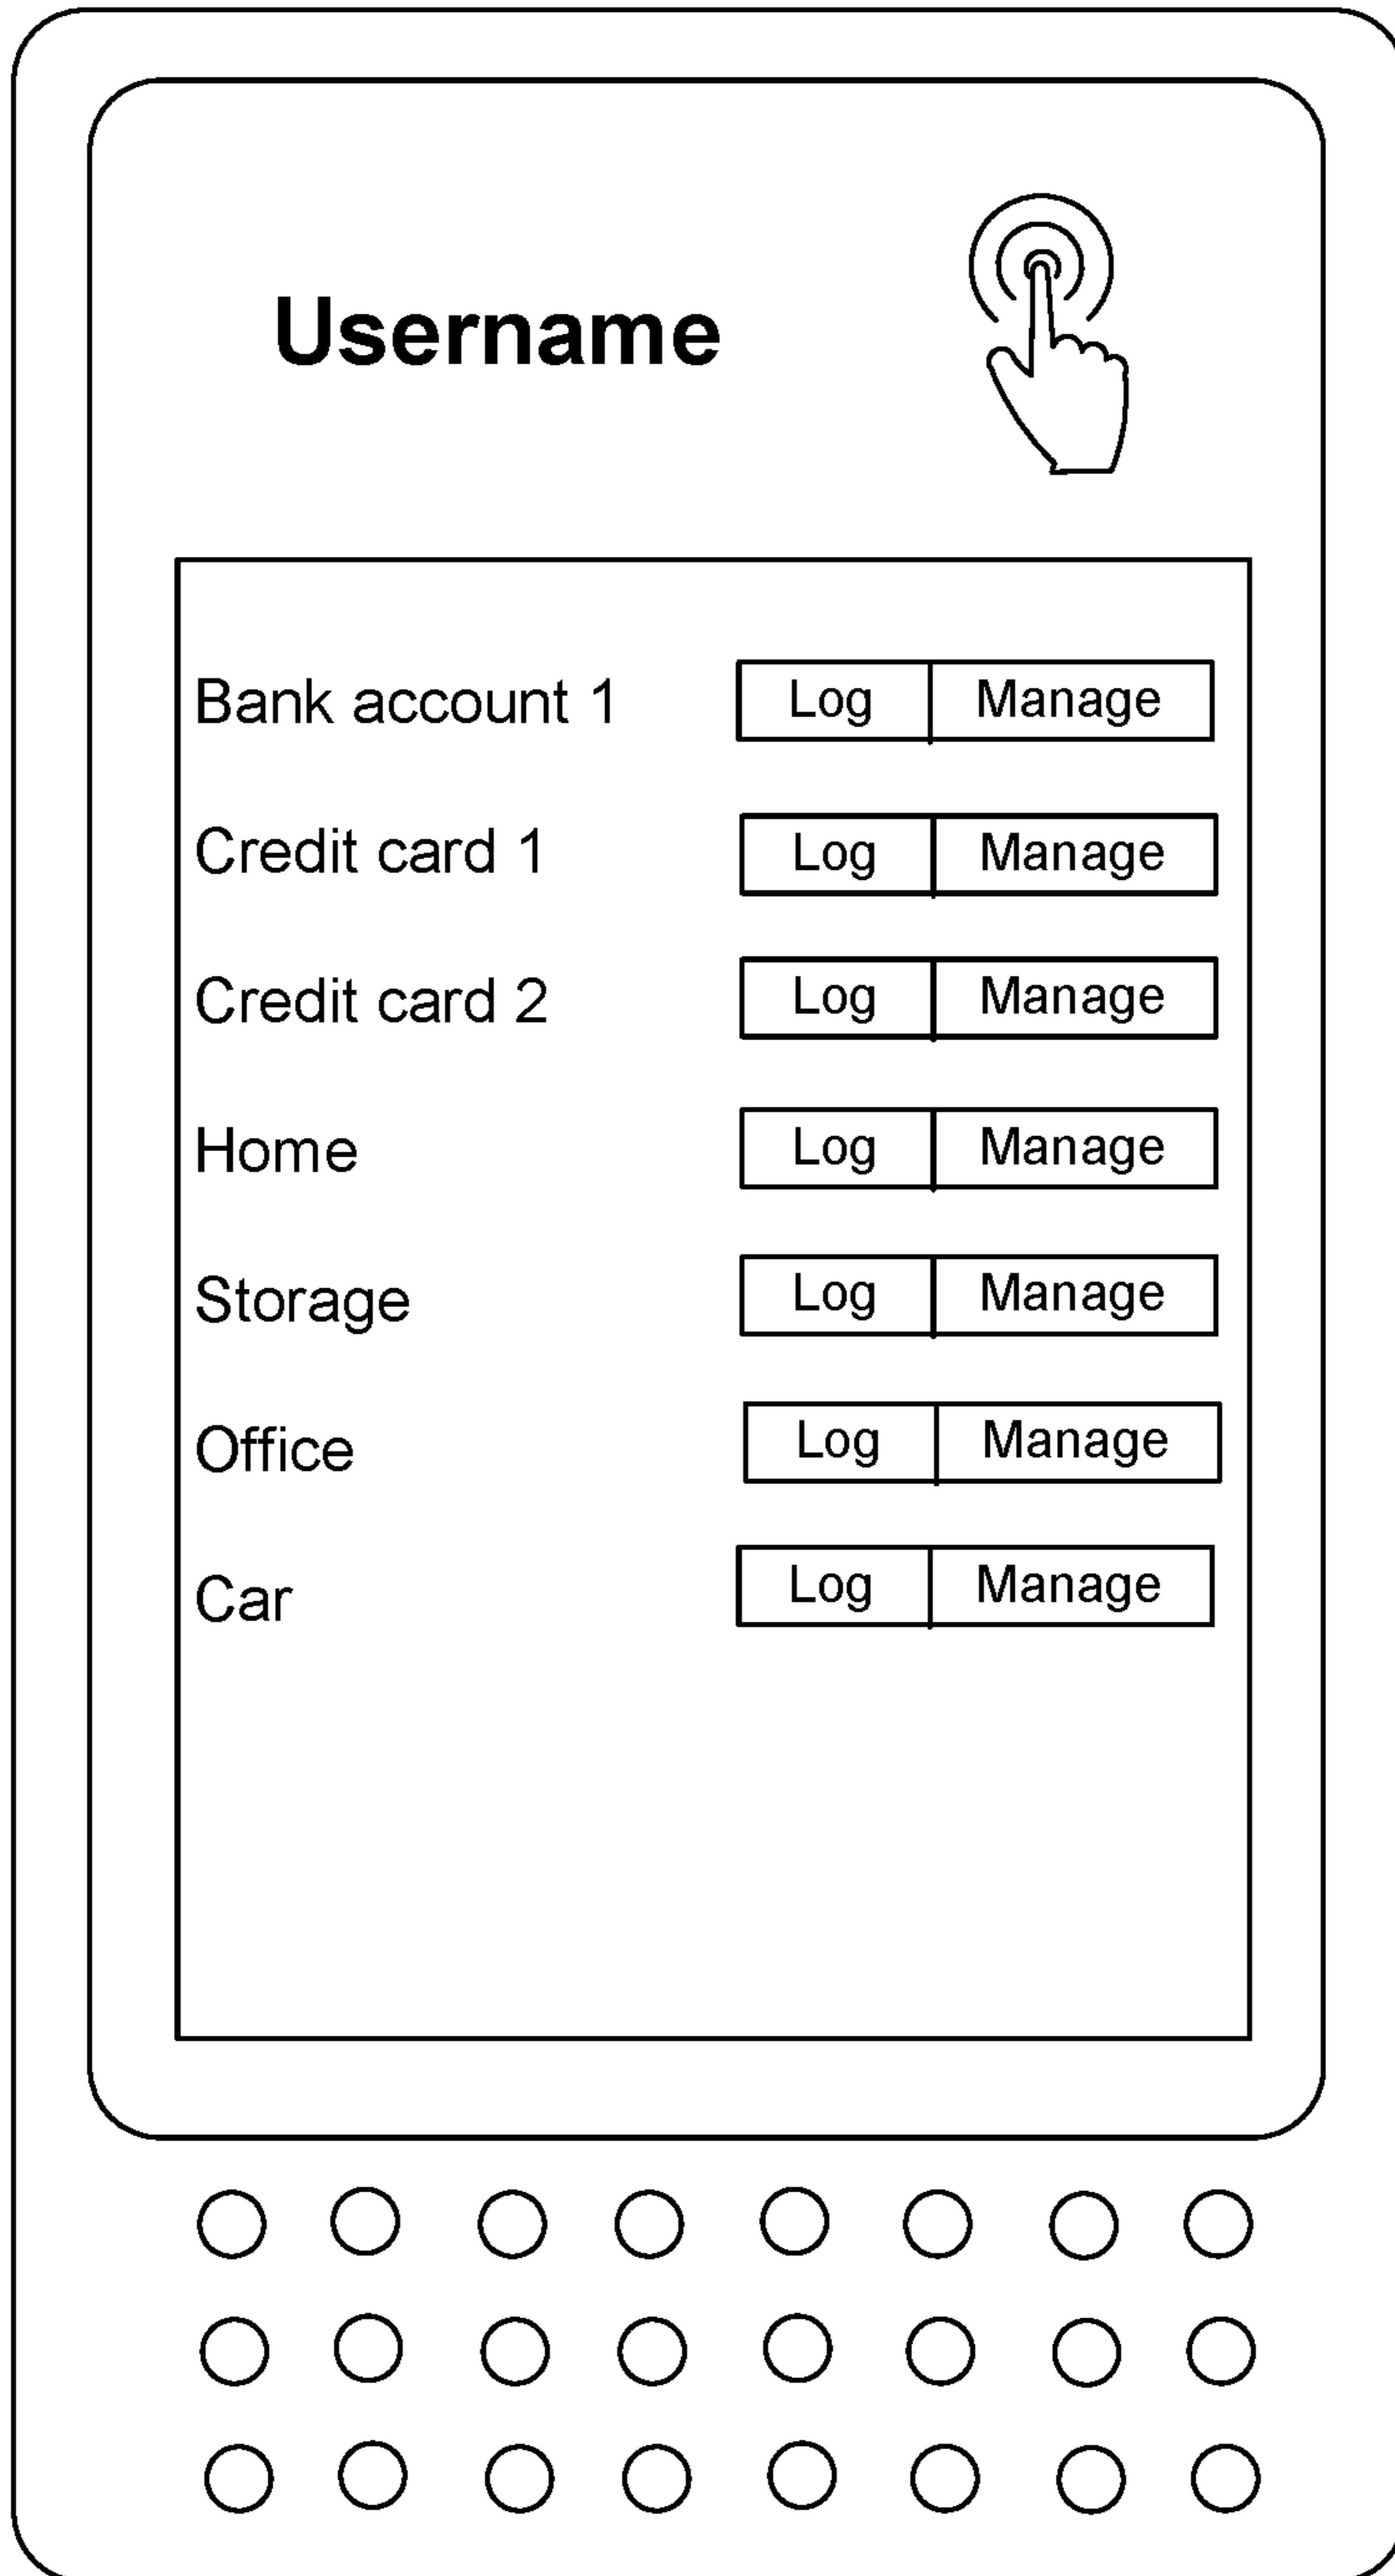 Username
Bank account 1 Log Manage
Credit card 1 Log Manage
Credit card 2 Log Manage
Home Log Manage
Storage Log Manage
Office Log Manage
Car Log Manage